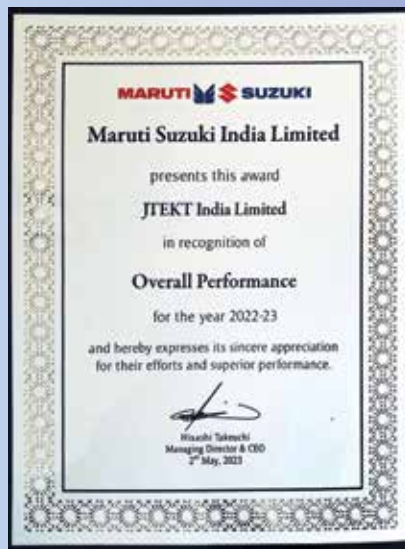 MARUTI SUZUKI
Maruti Suzuki India Limited
presents this award
JTEKT India Limited
in recognition of
Overall Performance
for the year 2022-23
and hereby expresses its sincere appreciation
for their efforts and superior performance.
Hisashi Takeuchi
Managing Director & CEO
2nd May, 2023